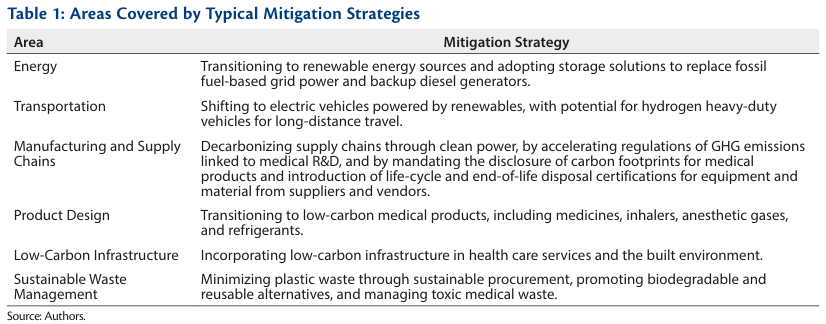 Table 1: Areas Covered by Typical Mitigation Strategies
Area Mitigation Strategy
Energy Transitioning to renewable energy sources and adopting storage solutions to replace fossil
fuel-based grid power and backup diesel generators.
Transportation Shifting to electric vehicles powered by renewables, with potential for hydrogen heavy-duty
vehicles for long-distance travel.
Manufacturing and Supply Decarbonizing supply chains through clean power, by accelerating regulations of GHG emissions
Chains linked to medical R&D, and by mandating the disclosure of carbon footprints for medical
products and introduction of life-cycle and end-of-life disposal certifications for equipment and
material from suppliers and vendors.
Product Design Transitioning to low-carbon medical products, including medicines, inhalers, anesthetic gases,
and refrigerants.
Low-Carbon Infrastructure Incorporating low-carbon infrastructure in health care services and the built environment.
Sustainable Waste Minimizing plastic waste through sustainable procurement, promoting biodegradable and
Management reusable alternatives, and managing toxic medical waste.
Source: Authors.